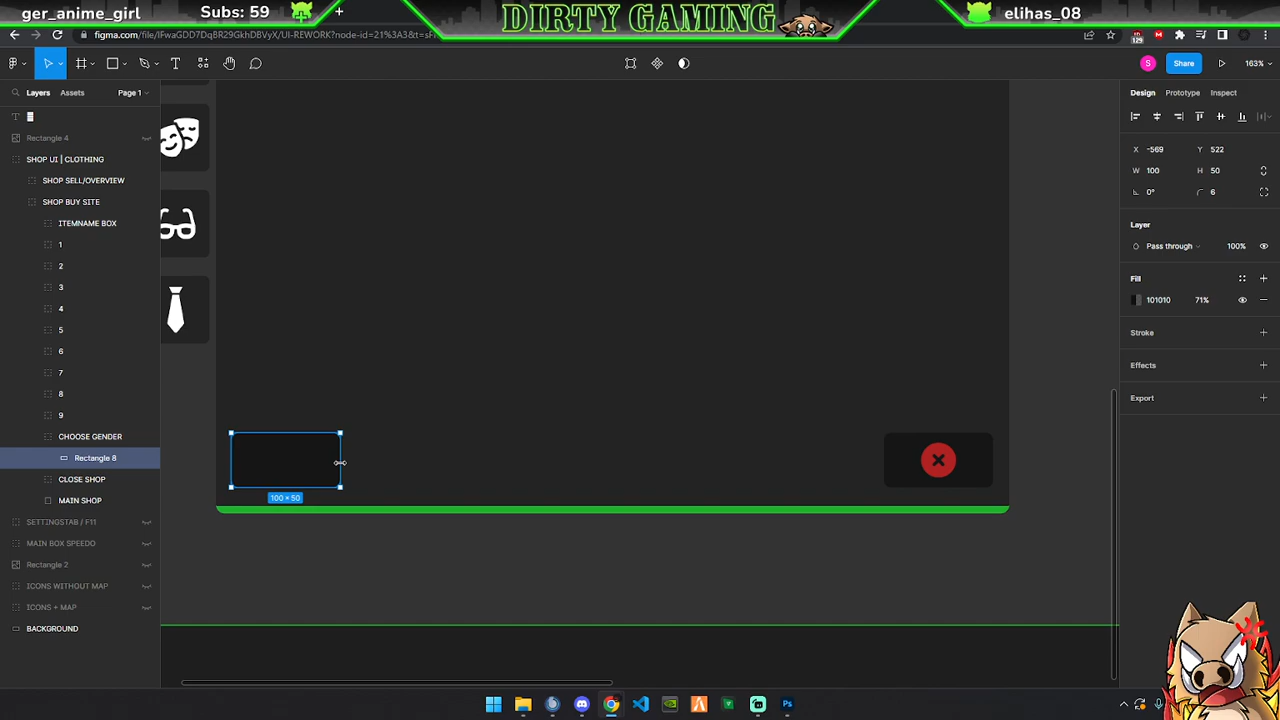 ger_anime_girl
Subs: 59
+
DIRTY GAMING
elihas_08
figma.com/file/IFwaGDD7DqBR29GkhDBVyX/UI-REWORK?node-id=21%3A3&t=sF
129
M
Share
S
163%
Layers
Assets
Page 1
Rectangle 4
SHOP UI | CLOTHING
SHOP SELL/OVERVIEW
SHOP BUY SITE
ITEMNAME BOX
1
2
3
4
5
6
7
8
9
CHOOSE GENDER
Rectangle 8
CLOSE SHOP
MAIN SHOP
SETTINGSTAB / F11
MAIN BOX SPEEDO
Rectangle 2
ICONS WITHOUT MAP
ICONS + MAP
BACKGROUND
100 × 50
Design
Prototype
Inspect
X -569
Y 522
W 100
H 50
0°
6
Layer
Pass through
100%
Fill
101010
71%
Stroke
Effects
Export
Ps